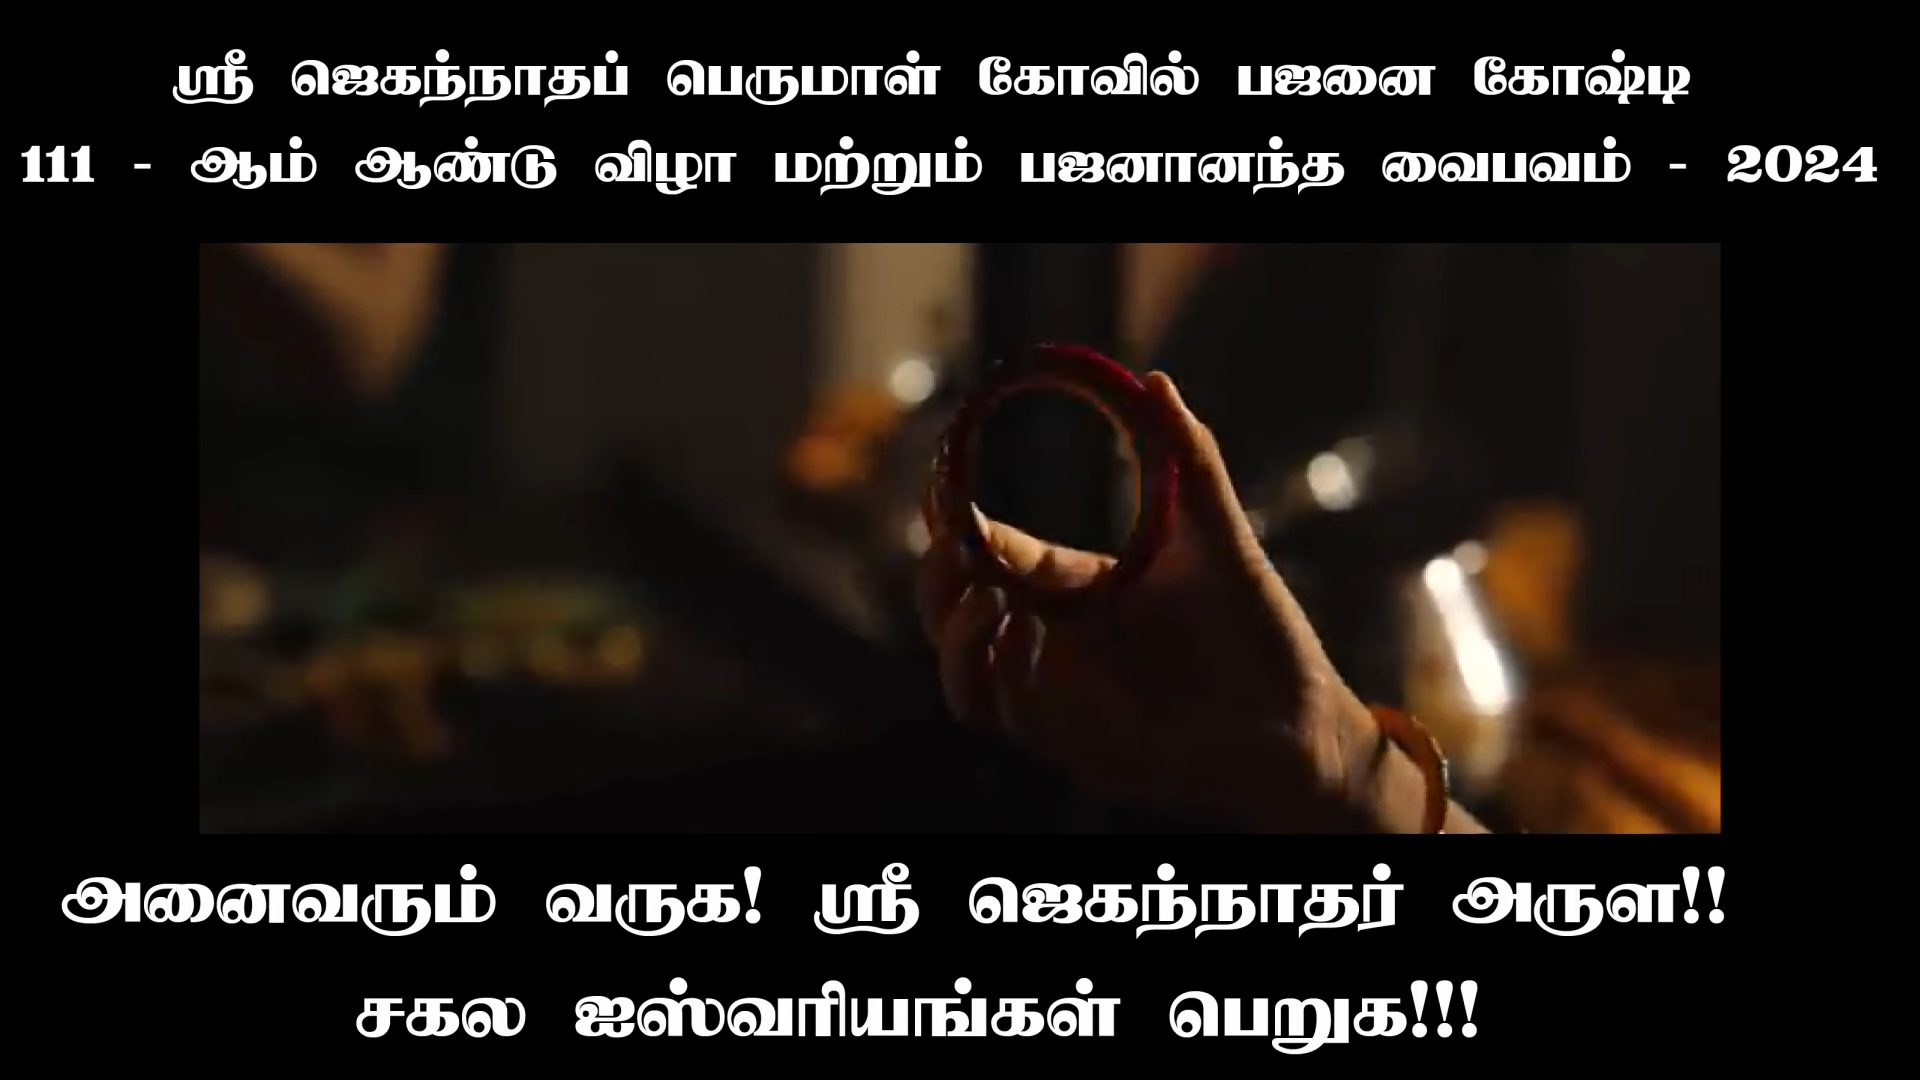 ஸ்ரீ ஜெகந்நாதப் பெருமாள் கோவில் பஜனை கோஷ்டி
111 - ஆம் ஆண்டு விழா மற்றும் பஜனானந்த வைபவம் - 2024
அனைவரும் வருக! ஸ்ரீ ஜெகந்நாதர் அருள!!
சகல ஐஸ்வரியங்கள் பெறுக!!!